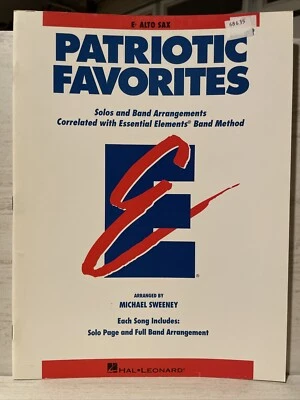 E♭ ALTO SAX
PATRIOTIC
FAVORITES
Solos and Band Arrangements
Correlated with Essential Elements® Band Method
E
®
ARRANGED BY
MICHAEL SWEENEY
Each Song Includes:
Solo Page and Full Band Arrangement
HAL•LEONARD®